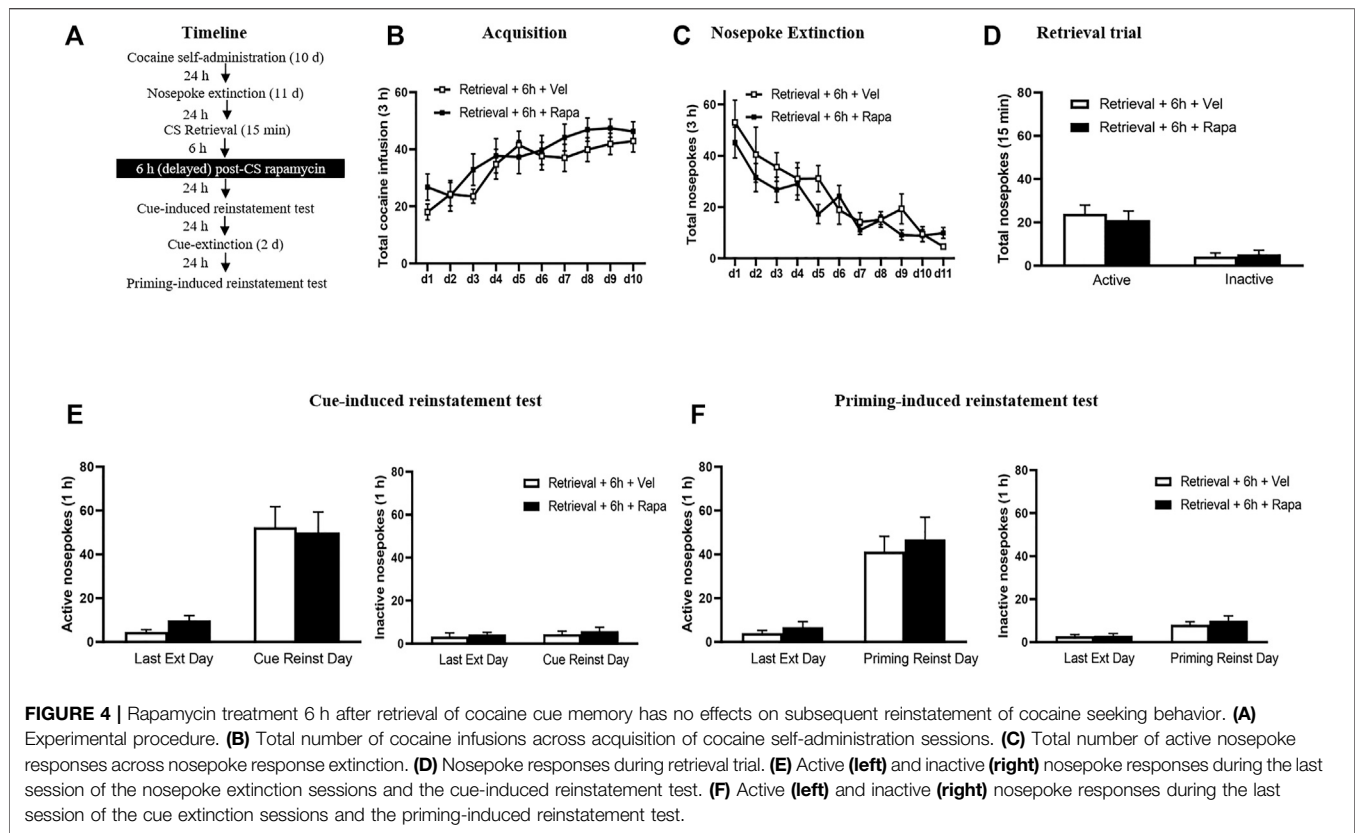 A
Timeline
Cocaine self-administration (10 d)
24 h
Nosepoke extinction (11 d)
24 h
CS Retrieval (15 min)
6 h
6 h (delayed) post-CS rapamycin
24 h
Cue-induced reinstatement test
24 h
Cue-extinction (2 d)
24 h
Priming-induced reinstatement test
B
Acquisition
Total cocaine infusion (3 h)
60
40
20
0
Retrieval + 6h + Vel
Retrieval + 6h + Rapa
d1 d2 d3 d4 d5 d6 d7 d8 d9 d10
C
Nosepoke Extinction
Total nosepokes (3 h)
60
40
20
0
Retrieval + 6h + Vel
Retrieval + 6h + Rapa
d1 d2 d3 d4 d5 d6 d7 d8 d9 d10 d11
D
Retrieval trial
Total nosepokes (15 min)
80
60
40
20
0
Retrieval + 6h + Vel
Retrieval + 6h + Rapa
Active Inactive
E
Cue-induced reinstatement test
Active nosepokes (1 h)
80
60
40
20
0
Last Ext Day Cue Reinst Day
Inactive nosepokes (1 h)
80
60
40
20
0
Retrieval + 6h + Vel
Retrieval + 6h + Rapa
Last Ext Day Cue Reinst Day
F
Priming-induced reinstatement test
Active nosepokes (1 h)
80
60
40
20
0
Last Ext Day Priming Reinst Day
Inactive nosepokes (1 h)
80
60
40
20
0
Retrieval + 6h + Vel
Retrieval + 6h + Rapa
Last Ext Day Priming Reinst Day
FIGURE 4 | Rapamycin treatment 6 h after retrieval of cocaine cue memory has no effects on subsequent reinstatement of cocaine seeking behavior. (A)
Experimental procedure. (B) Total number of cocaine infusions across acquisition of cocaine self-administration sessions. (C) Total number of active nosepoke
responses across nosepoke response extinction. (D) Nosepoke responses during retrieval trial. (E) Active (left) and inactive (right) nosepoke responses during the last
session of the nosepoke extinction sessions and the cue-induced reinstatement test. (F) Active (left) and inactive (right) nosepoke responses during the last
session of the cue extinction sessions and the priming-induced reinstatement test.